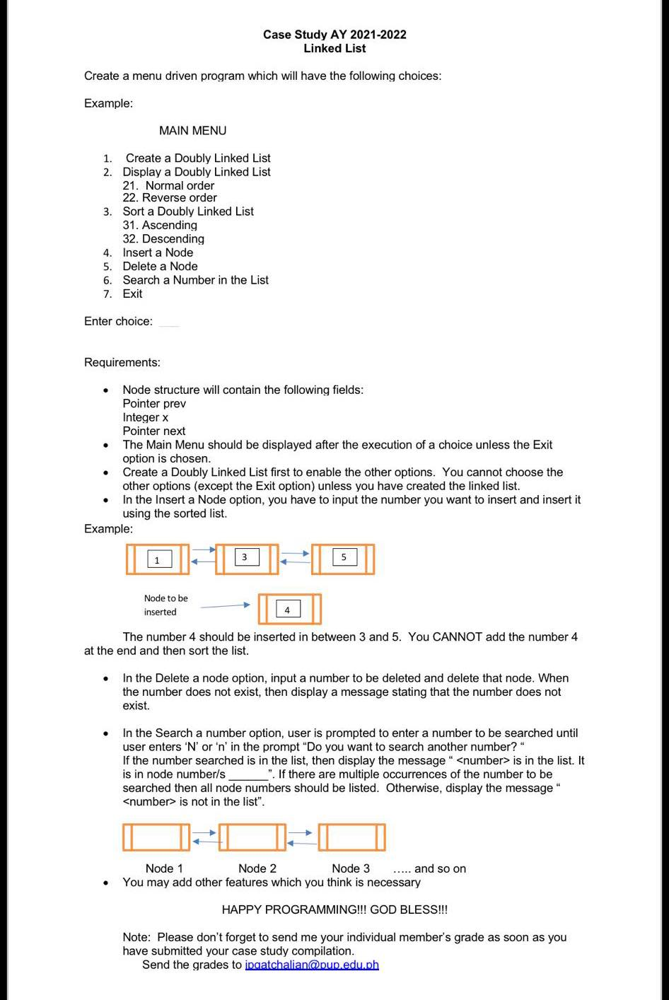 Case Study AY 2021-2022
Linked List
Create a menu driven program which will have the following choices:
Example:
MAIN MENU
1. Create a Doubly Linked List
2. Display a Doubly Linked List
21. Normal order
22. Reverse order
3. Sort a Doubly Linked List
31. Ascending
32. Descending
4. Insert a Node
5. Delete a Node
6. Search a Number in the List
7. Exit
Enter choice: ___
Requirements:
• Node structure will contain the following fields:
Pointer prev
Integer x
Pointer next
• The Main Menu should be displayed after the execution of a choice unless the Exit
option is chosen.
• Create a Doubly Linked List first to enable the other options. You cannot choose the
other options (except the Exit option) unless you have created the linked list.
• In the Insert a Node option, you have to input the number you want to insert and insert it
using the sorted list.
Example:
1 3 5
Node to be
inserted
4
The number 4 should be inserted in between 3 and 5. You CANNOT add the number 4
at the end and then sort the list.
• In the Delete a node option, input a number to be deleted and delete that node. When
the number does not exist, then display a message stating that the number does not
exist.
• In the Search a number option, user is prompted to enter a number to be searched until
user enters ‘N’ or ‘n’ in the prompt “Do you want to search another number? “
If the number searched is in the list, then display the message “ <number> is in the list. It
is in node number/s ______”. If there are multiple occurrences of the number to be
searched then all node numbers should be listed. Otherwise, display the message “
<number> is not in the list”.
Node 1 Node 2 Node 3 ….. and so on
• You may add other features which you think is necessary
HAPPY PROGRAMMING!!! GOD BLESS!!!
Note: Please don’t forget to send me your individual member’s grade as soon as you
have submitted your case study compilation.
Send the grades to jpgatchalian@pup.edu.ph